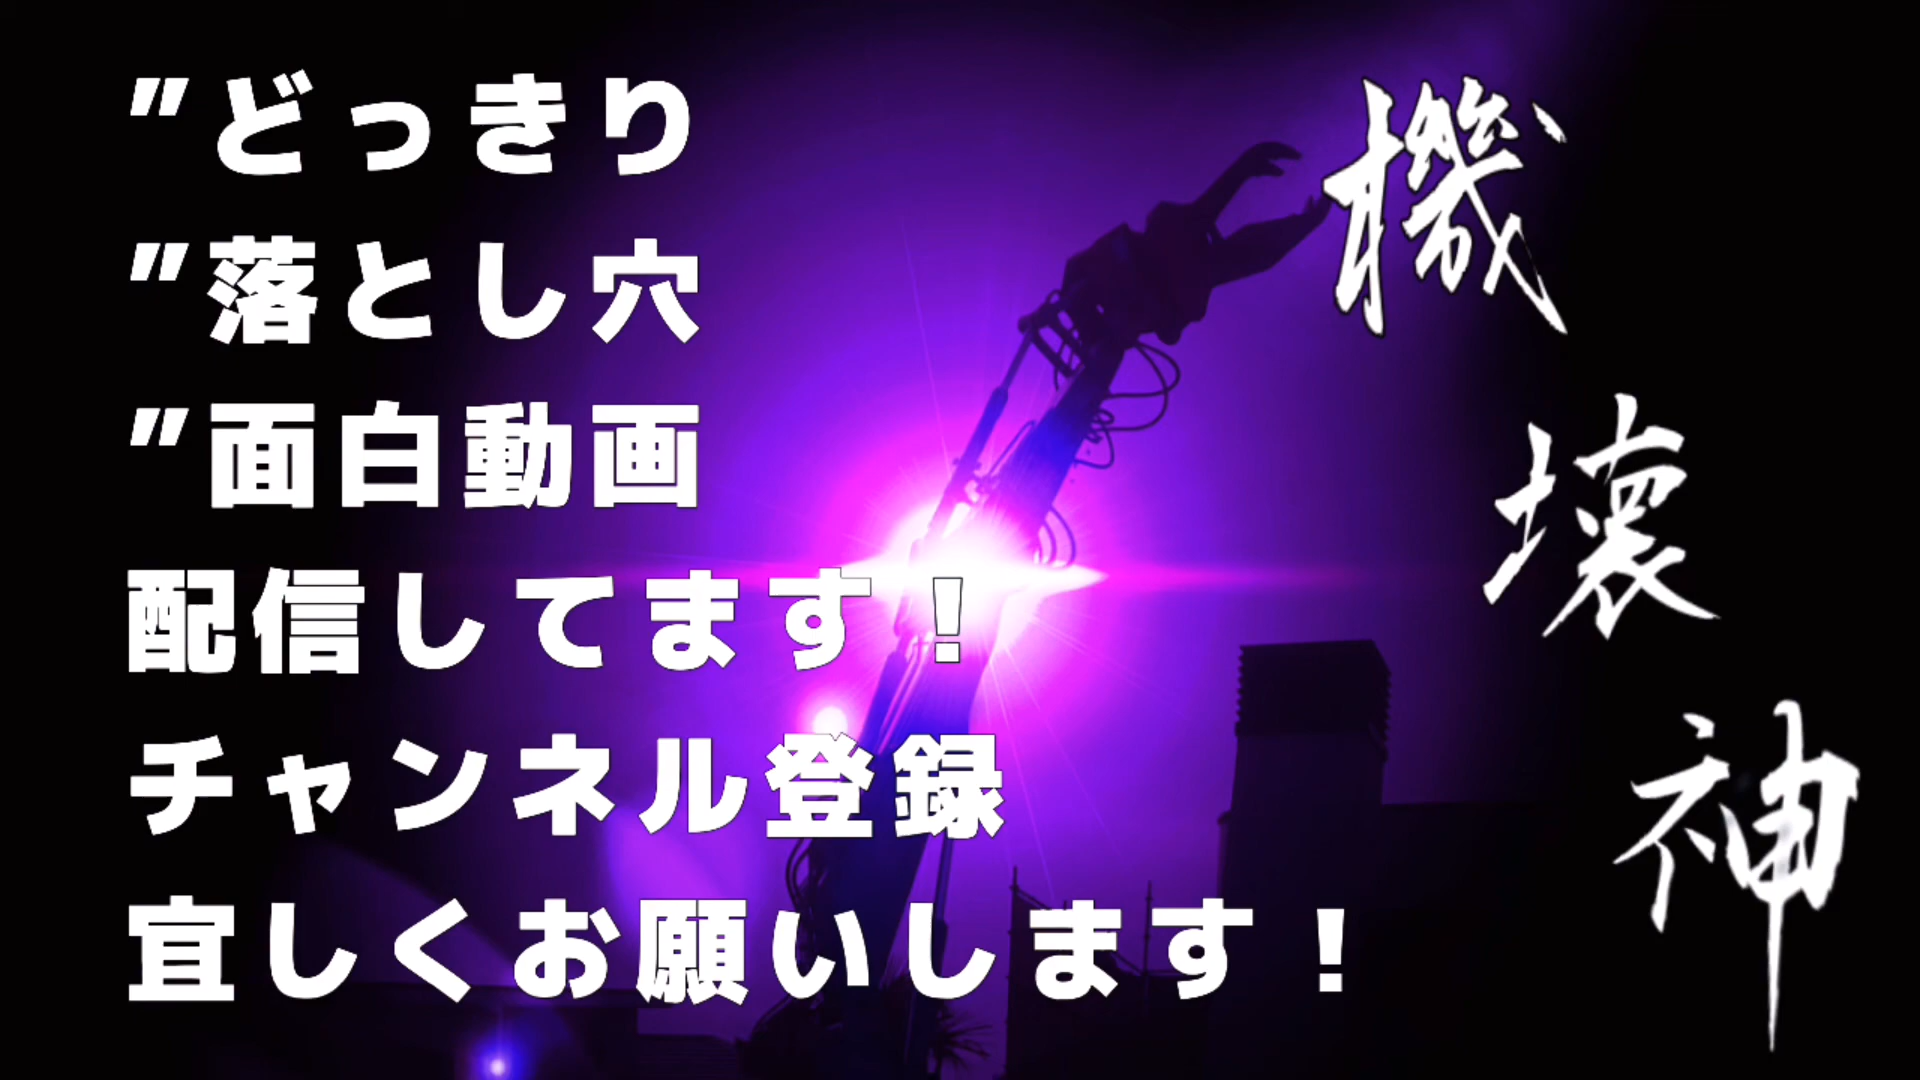 ”どっきり
”落とし穴
”面白動画
配信してます！
チャンネル登録
宜しくお願いします！
機壊神